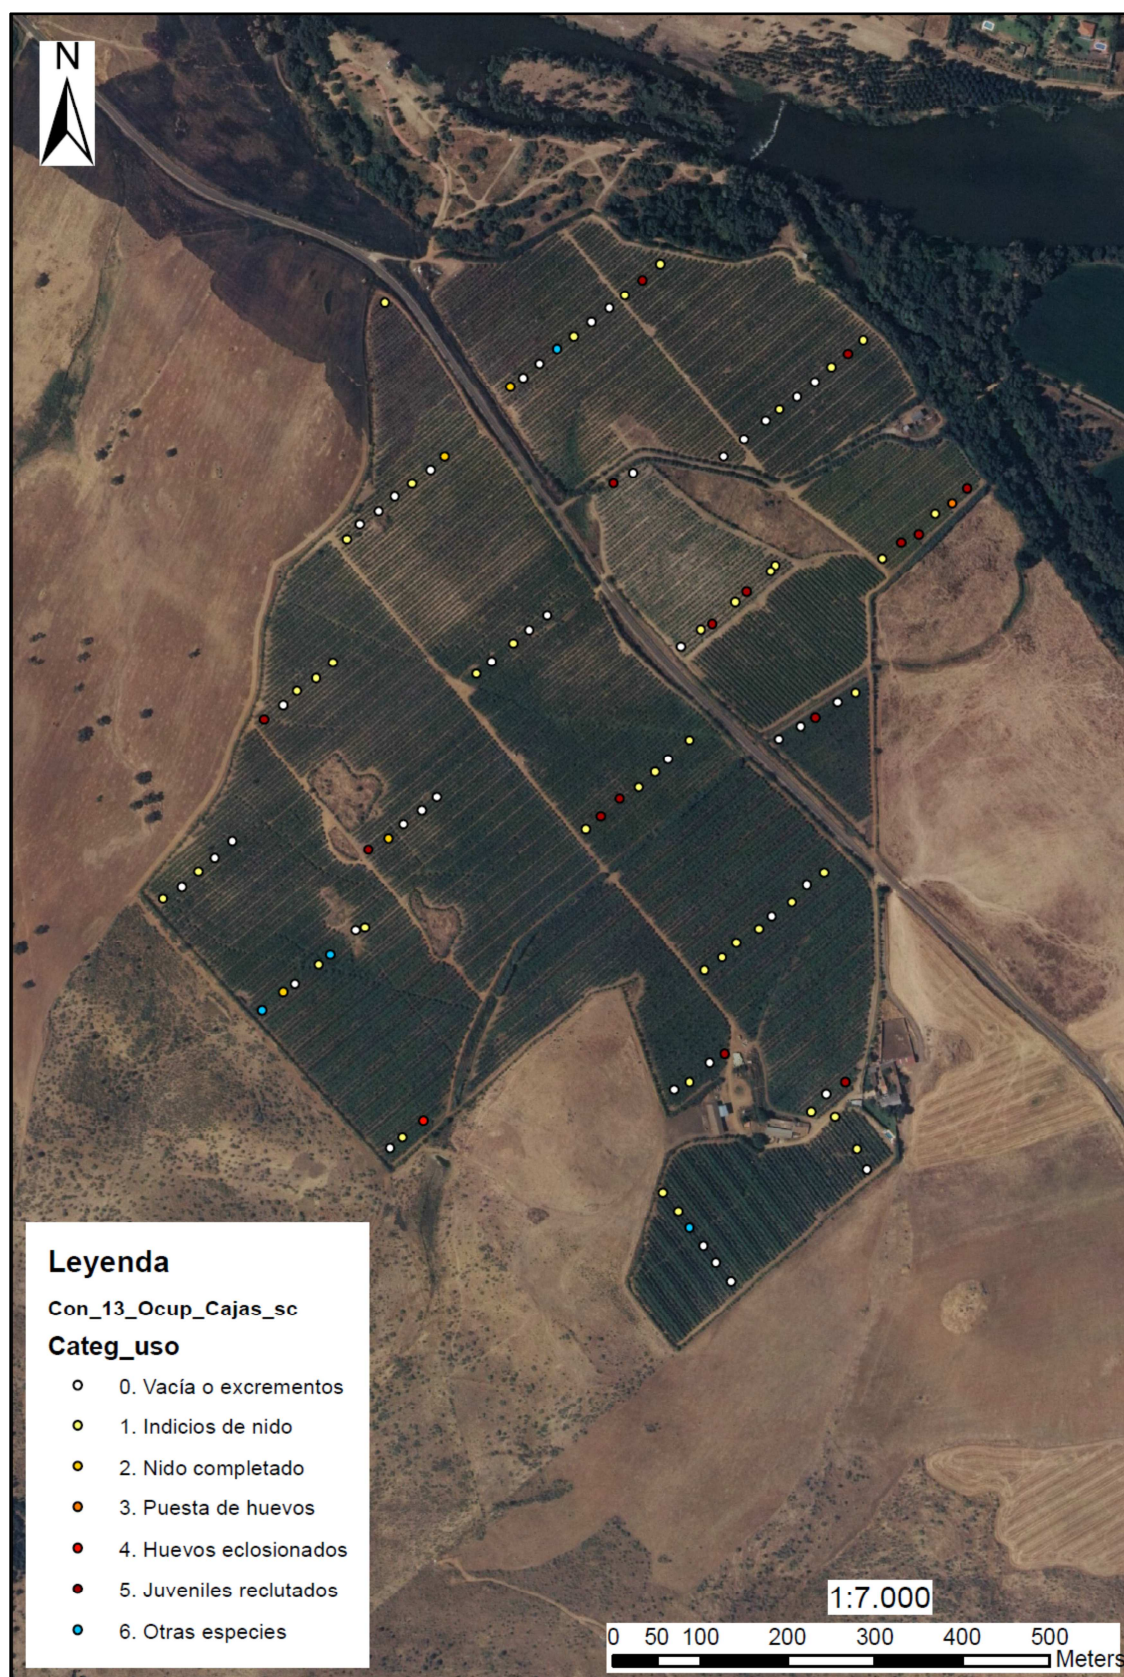 N
Leyenda
Con_13_Ocup_Cajas_sc
Categ_uso
0. Vacía o excrementos
1. Indicios de nido
2. Nido completado
3. Puesta de huevos
4. Huevos eclosionados
5. Juveniles reclutados
6. Otras especies
1:7.000
0 50 100 200 300 400 500
Meters